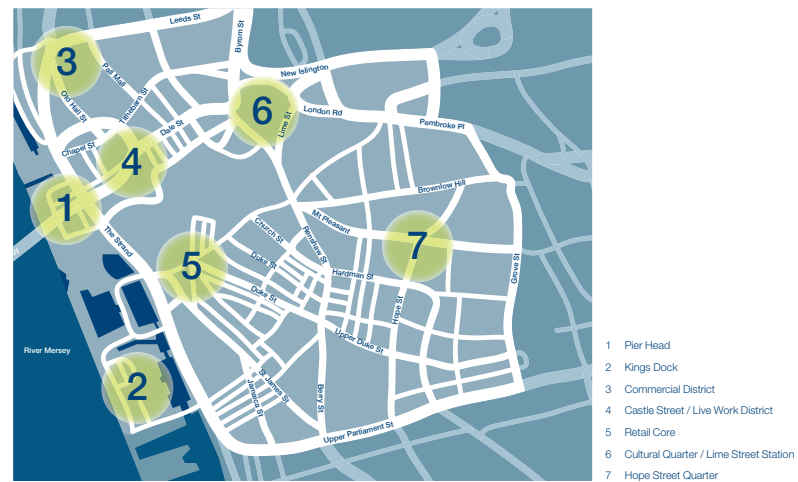 Leeds St
Byrom St
3
Pall Mall
New Islington
Old Hall St
Tithebarn St
6
London Rd
Lime St
Pembroke Pl
Dale St
Chapel St
4
Brownlow Hill
1
Mt Pleasant
The Strand
Church St
Renshaw St
7
5
Duke St
Hardman St
Grove St
Duke St
Hope St
Upper Duke St
River Mersey
2
St James St
Jamaica St
Berry St
Upper Parliament St
1 Pier Head
2 Kings Dock
3 Commercial District
4 Castle Street / Live Work District
5 Retail Core
6 Cultural Quarter / Lime Street Station
7 Hope Street Quarter